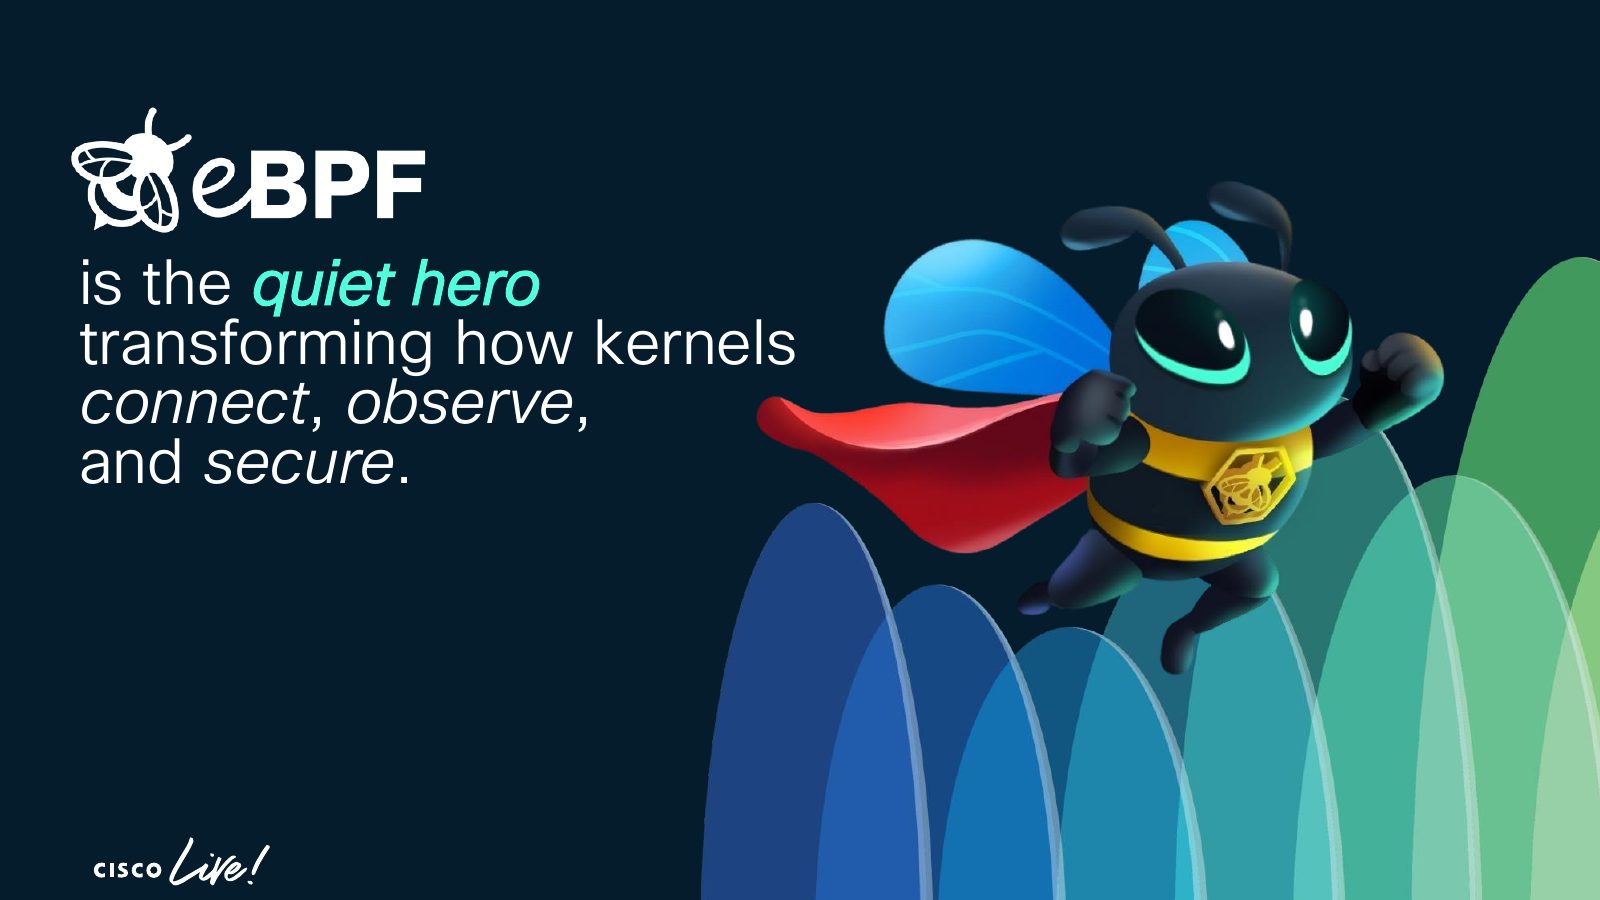 eBPF
is the quiet hero
transforming how kernels
connect, observe,
and secure.
CISCO Live!